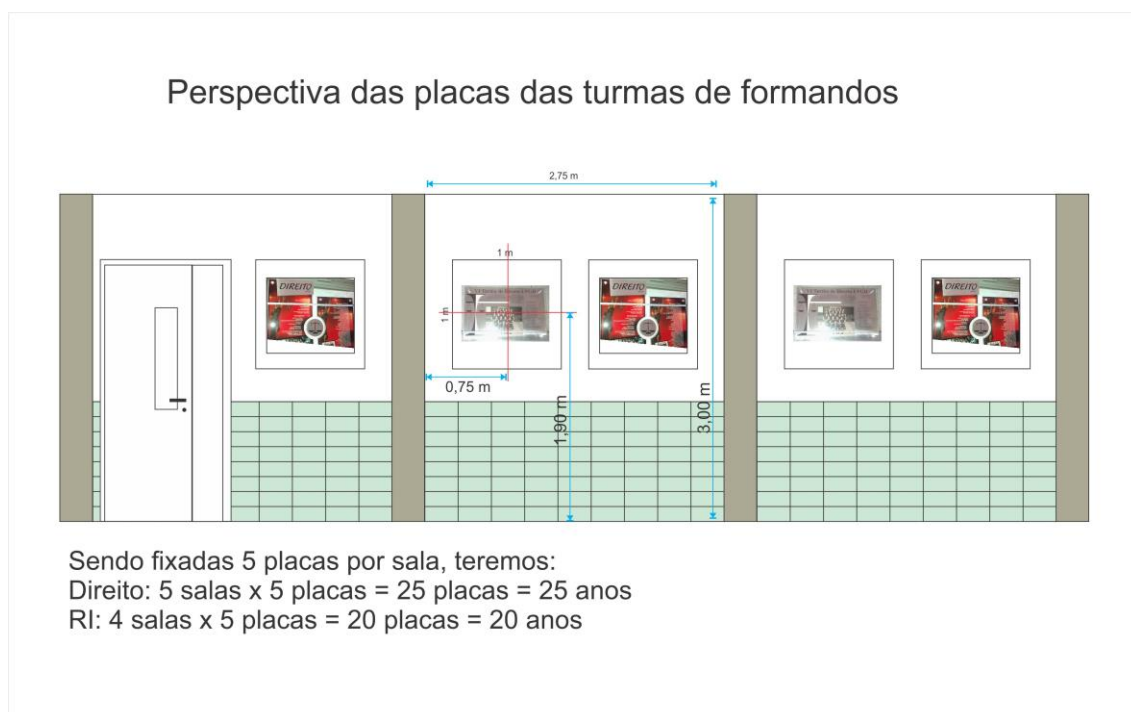 Perspectiva das placas das turmas de formandos
2,75 m
1 m
1 m
0,75 m
1,90 m
3,00 m
DIREITO
DIREITO
DIREITO
Sendo fixadas 5 placas por sala, teremos:
Direito: 5 salas x 5 placas = 25 placas = 25 anos
RI: 4 salas x 5 placas = 20 placas = 20 anos